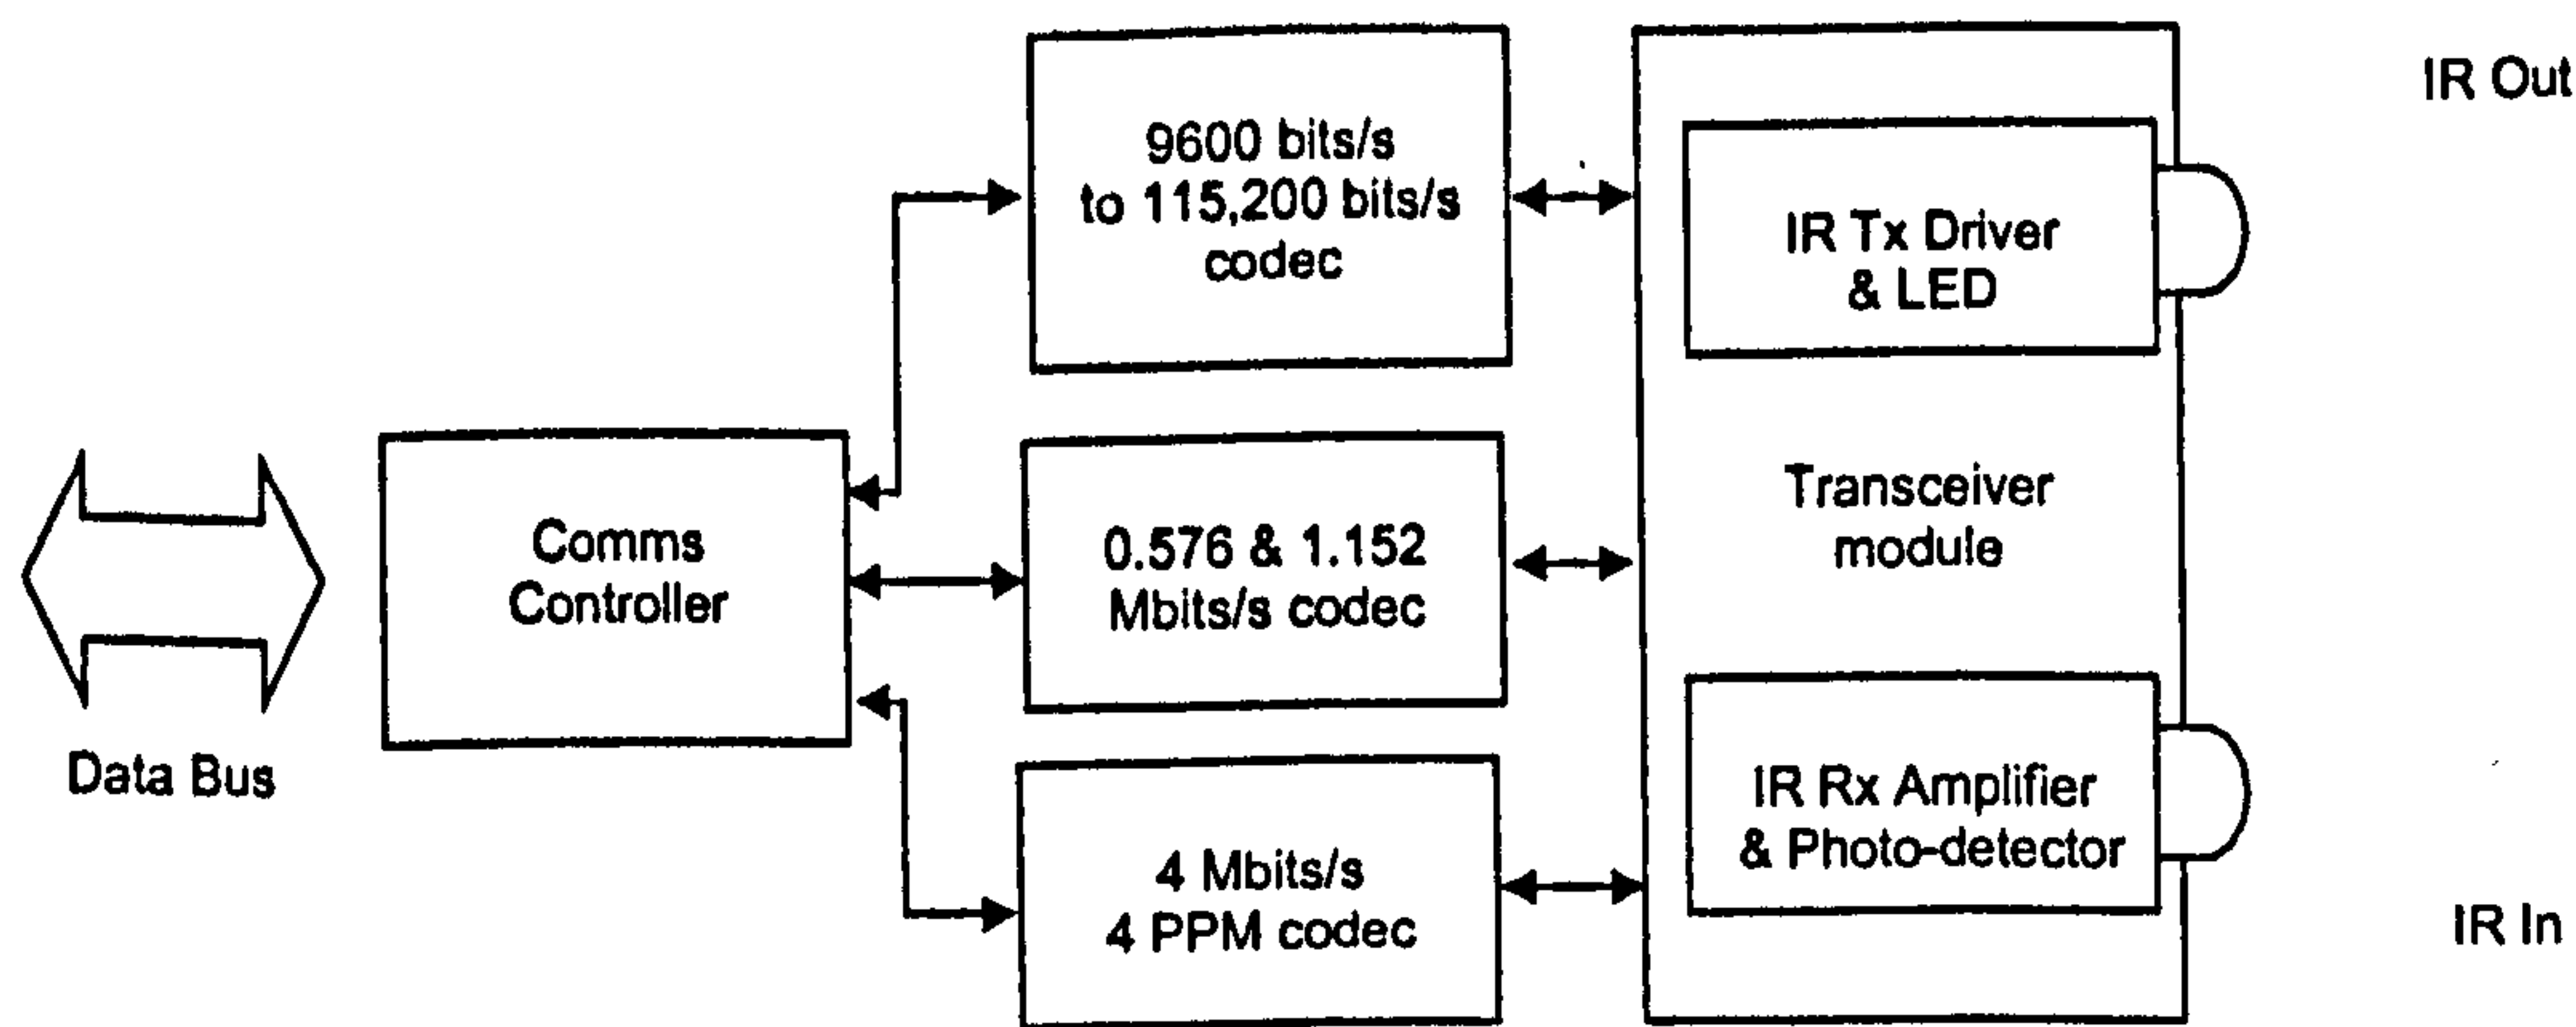 9600 bits/s
to 115,200 bits/s
codec
IR Out
IR Tx Driver
& LED
Comms
Controller
0.576 & 1.152
Mbits/s codec
Transceiver
module
Data Bus
4 Mbits/s
4 PPM codec
IR Rx Amplifier
& Photo-detector
IR In